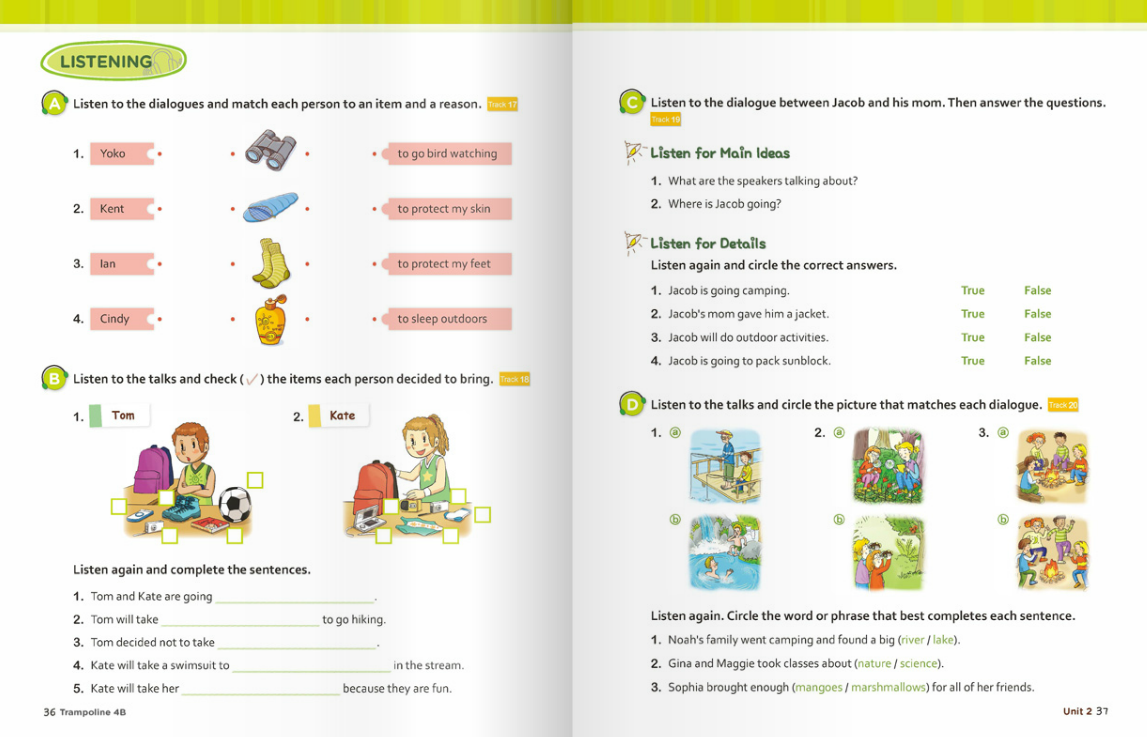 LISTENING
A Listen to the dialogues and match each person to an item and a reason. Track 17
1. Yoko
to go bird watching
2. Kent
to protect my skin
3. Ian
to protect my feet
4. Cindy
to sleep outdoors
B Listen to the talks and check (✓) the items each person decided to bring. Track 18
1. Tom
2. Kate
Listen again and complete the sentences.
1. Tom and Kate are going ____________________.
2. Tom will take ____________________ to go hiking.
3. Tom decided not to take ____________________.
4. Kate will take a swimsuit to ____________________ in the stream.
5. Kate will take her ____________________ because they are fun.
36 Trampoline 4B
C Listen to the dialogue between Jacob and his mom. Then answer the questions.
Track 19
Listen for Main Ideas
1. What are the speakers talking about?
2. Where is Jacob going?
Listen for Details
Listen again and circle the correct answers.
1. Jacob is going camping. True False
2. Jacob's mom gave him a jacket. True False
3. Jacob will do outdoor activities. True False
4. Jacob is going to pack sunblock. True False
D Listen to the talks and circle the picture that matches each dialogue. Track 20
1. a 2. a 3. a
b b b
Listen again. Circle the word or phrase that best completes each sentence.
1. Noah's family went camping and found a big (river / lake).
2. Gina and Maggie took classes about (nature / science).
3. Sophia brought enough (mangoes / marshmallows) for all of her friends.
Unit 2 37